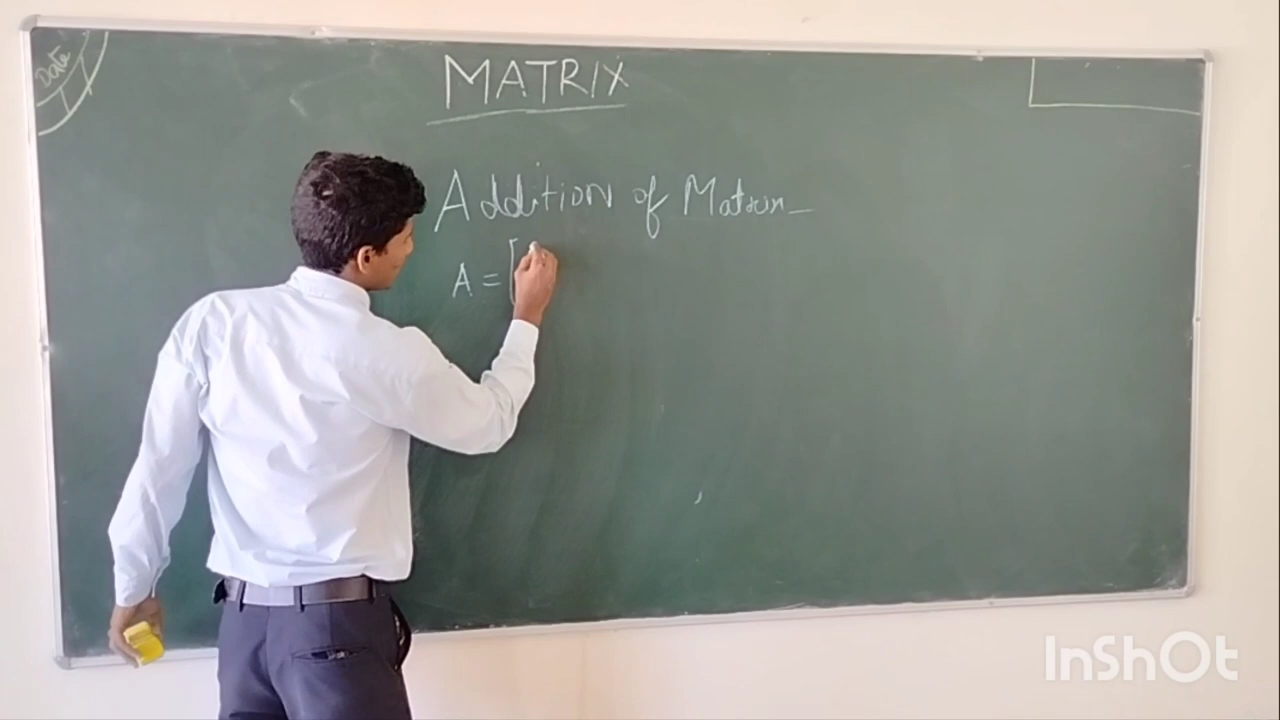 Date
MATRIX
Addition of Matrix
A = [
InShOt